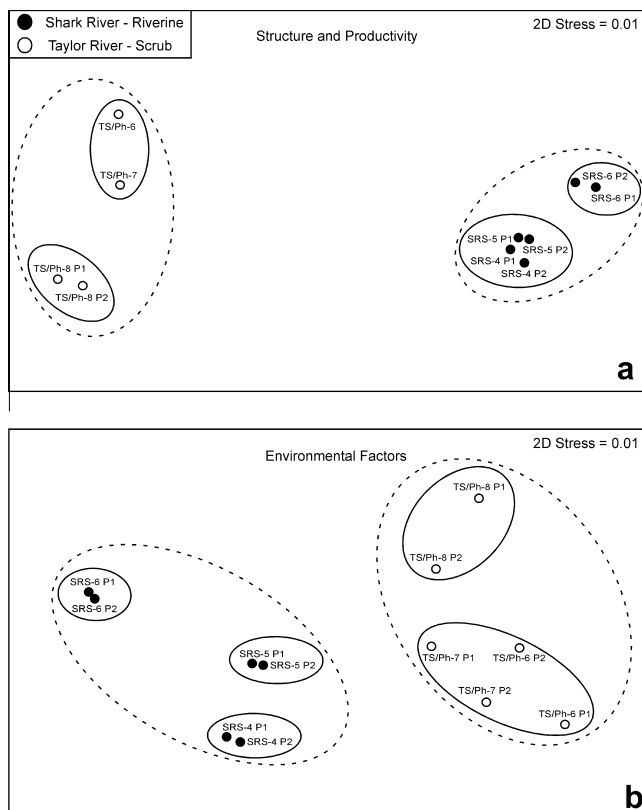 Shark River - Riverine
Taylor River - Scrub
Structure and Productivity
2D Stress = 0.01
TS/Ph-6
TS/Ph-7
TS/Ph-8 P1
TS/Ph-8 P2
SRS-6 P2
SRS-6 P1
SRS-5 P1
SRS-5 P2
SRS-4 P1
SRS-4 P2
a
Environmental Factors
2D Stress = 0.01
TS/Ph-8 P1
TS/Ph-8 P2
SRS-6 P1
SRS-6 P2
SRS-5 P1
SRS-5 P2
TS/Ph-7 P1
TS/Ph-6 P2
TS/Ph-7 P2
TS/Ph-6 P1
SRS-4 P1
SRS-4 P2
b